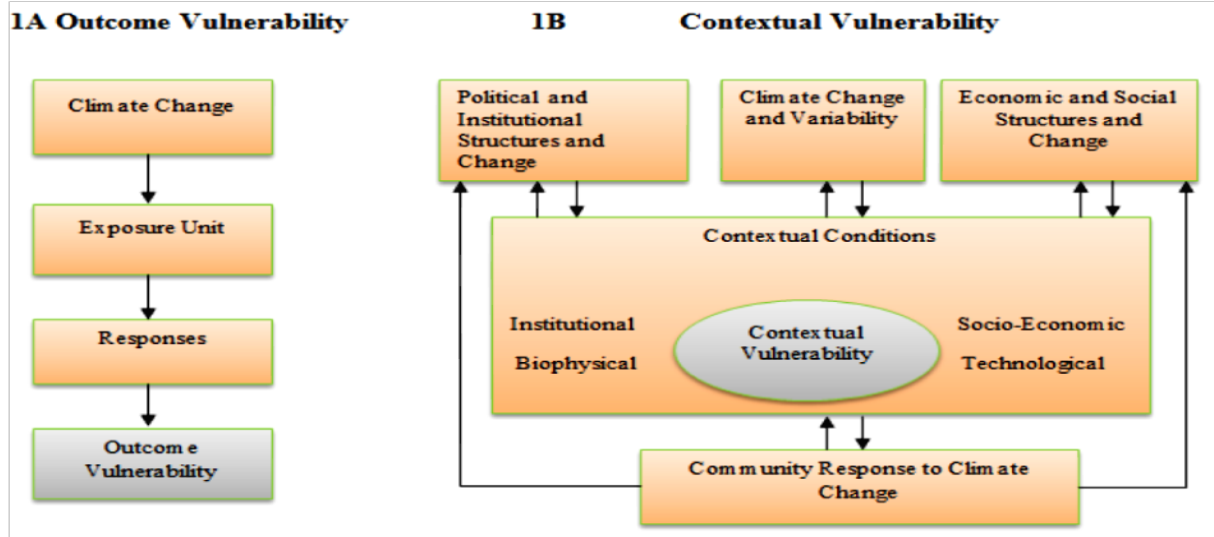 1A Outcome Vulnerability
1B Contextual Vulnerability
Climate Change
Exposure Unit
Responses
Outcome
Vulnerability
Political and
Institutional
Structures and
Change
Climate Change
and Variability
Economic and Social
Structures and
Change
Contextual Conditions
Institutional
Biophysical
Contextual
Vulnerability
Socio-Economic
Technological
Community Response to Climate
Change